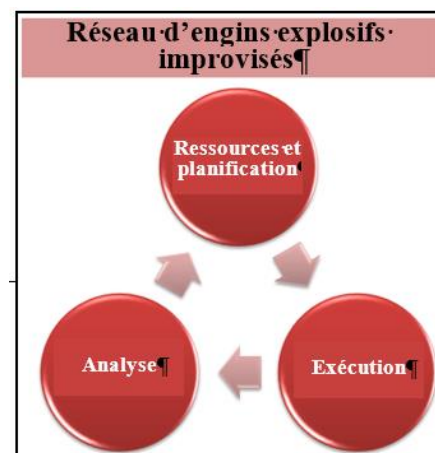 Réseau·d’engins·explosifs·
improvisés¶
Ressources·et
planification¶
Analyse¶
Exécution¶